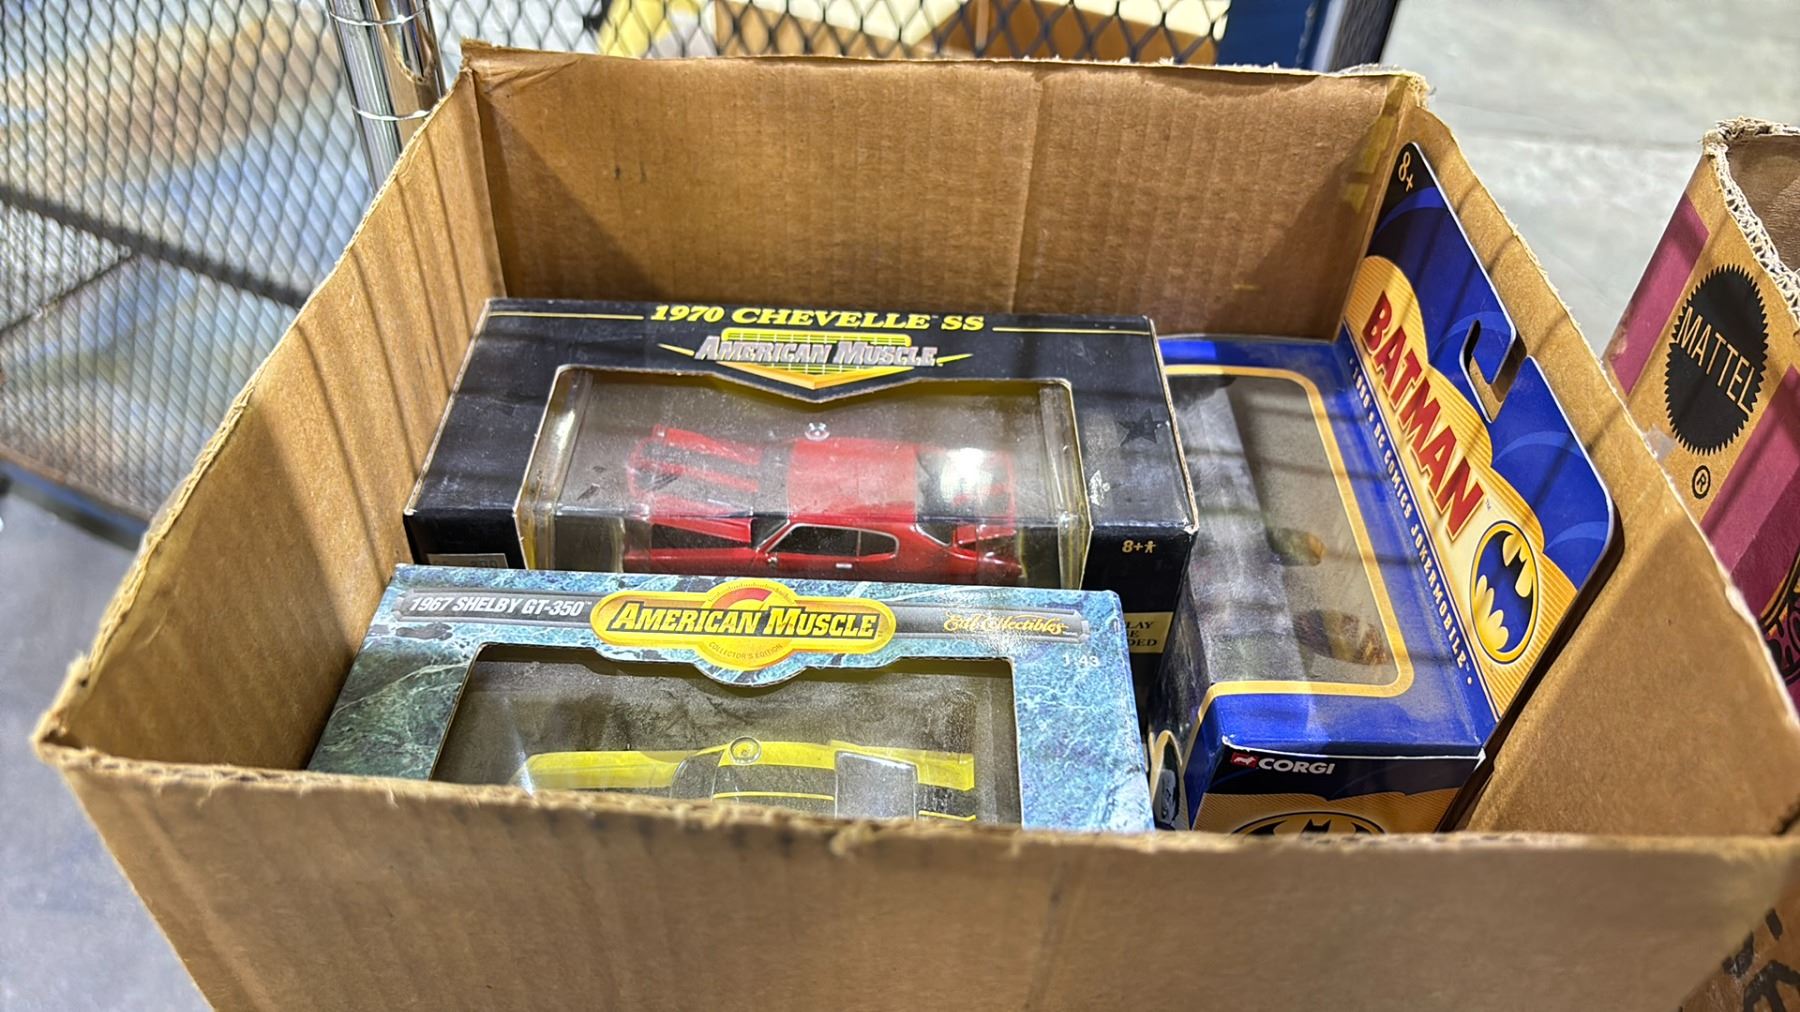 1970 CHEVELLE SS
AMERICAN MUSCLE
8+
1967 SHELBY GT-350
AMERICAN MUSCLE
COLLECTOR'S EDITION
Ertl Collectibles
1:43
8+
BATMAN™
DC COMICS JOKERMOBILE
CORGI
MATTEL
®